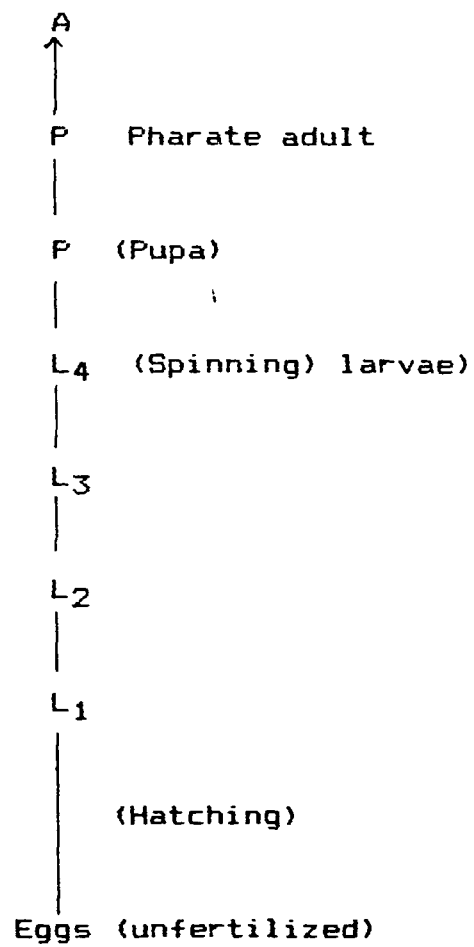 A
P Pharate adult
P (Pupa)
L4 (Spinning) larvae)
L3
L2
L1
(Hatching)
Eggs (unfertilized)